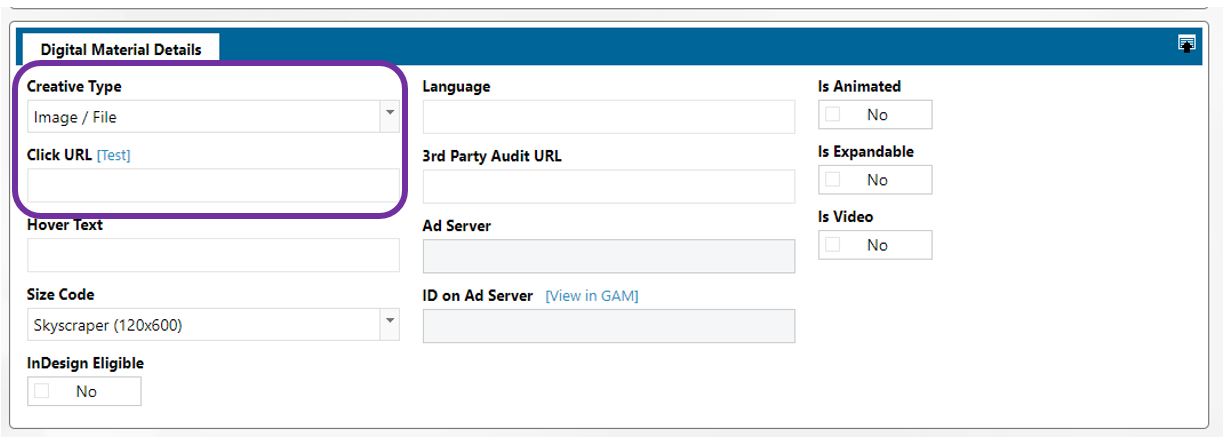 Digital Material Details
Creative Type
Image / File
Click URL [Test]
Hover Text
Size Code
Skyscraper (120x600)
InDesign Eligible
No
Language
3rd Party Audit URL
Ad Server
ID on Ad Server [View in GAM]
Is Animated
No
Is Expandable
No
Is Video
No